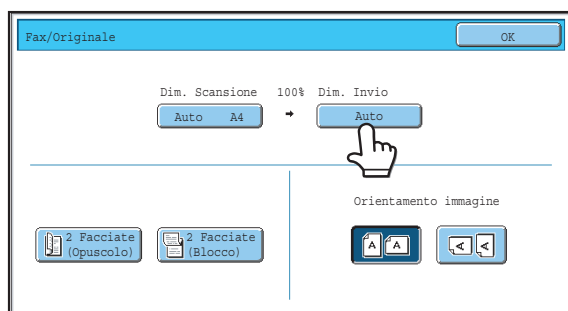 Fax/Originale OK
Dim. Scansione 100% Dim. Invio
Auto A4 Auto
Orientamento immagine
2 Facciate
(Opuscolo)
2 Facciate
(Blocco)
A A A A